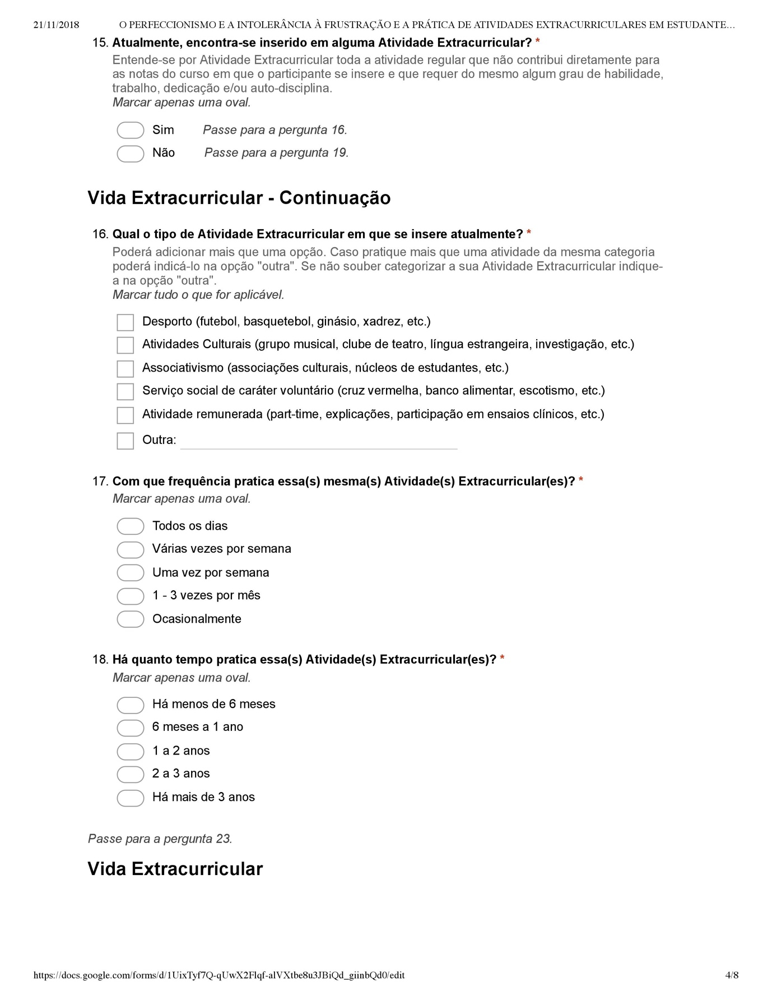 21/11/2018 O PERFECCIONISMO E A INTOLERÂNCIA À FRUSTRAÇÃO E A PRÁTICA DE ATIVIDADES EXTRACURRICULARES EM ESTUDANTE…
15. Atualmente, encontra-se inserido em alguma Atividade Extracurricular? *
Entende-se por Atividade Extracurricular toda a atividade regular que não contribui diretamente para
as notas do curso em que o participante se insere e que requer do mesmo algum grau de habilidade,
trabalho, dedicação e/ou auto-disciplina.
Marcar apenas uma oval.
Sim Passe para a pergunta 16.
Não Passe para a pergunta 19.
Vida Extracurricular - Continuação
16. Qual o tipo de Atividade Extracurricular em que se insere atualmente? *
Poderá adicionar mais que uma opção. Caso pratique mais que uma atividade da mesma categoria
poderá indicá-lo na opção "outra". Se não souber categorizar a sua Atividade Extracurricular indique-
a na opção "outra".
Marcar tudo o que for aplicável.
Desporto (futebol, basquetebol, ginásio, xadrez, etc.)
Atividades Culturais (grupo musical, clube de teatro, língua estrangeira, investigação, etc.)
Associativismo (associações culturais, núcleos de estudantes, etc.)
Serviço social de caráter voluntário (cruz vermelha, banco alimentar, escotismo, etc.)
Atividade remunerada (part-time, explicações, participação em ensaios clínicos, etc.)
Outra:
17. Com que frequência pratica essa(s) mesma(s) Atividade(s) Extracurricular(es)? *
Marcar apenas uma oval.
Todos os dias
Várias vezes por semana
Uma vez por semana
1 - 3 vezes por mês
Ocasionalmente
18. Há quanto tempo pratica essa(s) Atividade(s) Extracurricular(es)? *
Marcar apenas uma oval.
Há menos de 6 meses
6 meses a 1 ano
1 a 2 anos
2 a 3 anos
Há mais de 3 anos
Passe para a pergunta 23.
Vida Extracurricular
https://docs.google.com/forms/d/1UixTyf7Q-qUwX2Flqf-alVXtbe8u3JBiQd_giinbQd0/edit 4/8